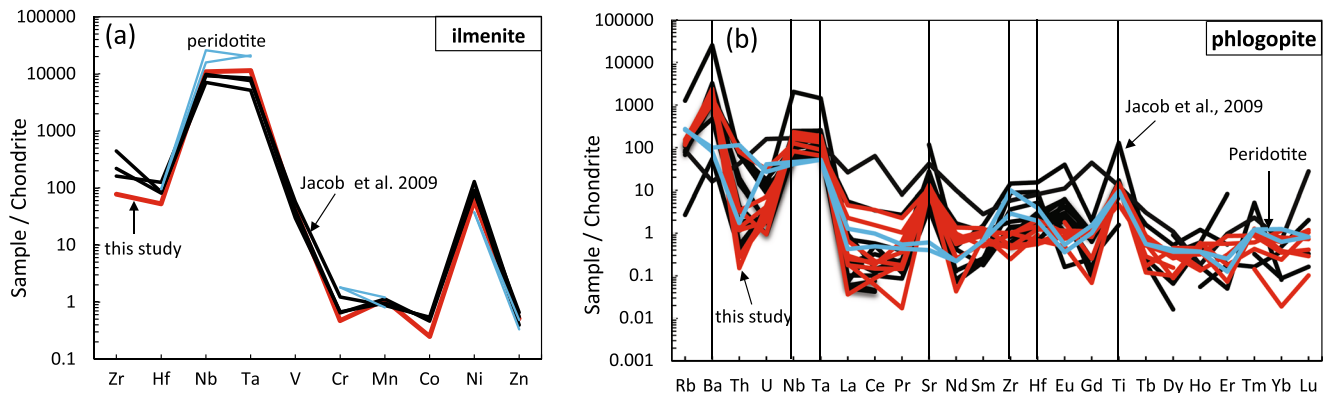 (a)
ilmenite
peridotite
Jacob et al. 2009
this study
Sample / Chondrite
100000
10000
1000
100
10
1
0.1
Zr Hf Nb Ta V Cr Mn Co Ni Zn
(b)
phlogopite
Jacob et al., 2009
Peridotite
this study
Sample / Chondrite
100000
10000
1000
100
10
1
0.1
0.01
0.001
Rb Ba Th U Nb Ta La Ce Pr Sr Nd Sm Zr Hf Eu Gd Ti Tb Dy Ho Er Tm Yb Lu